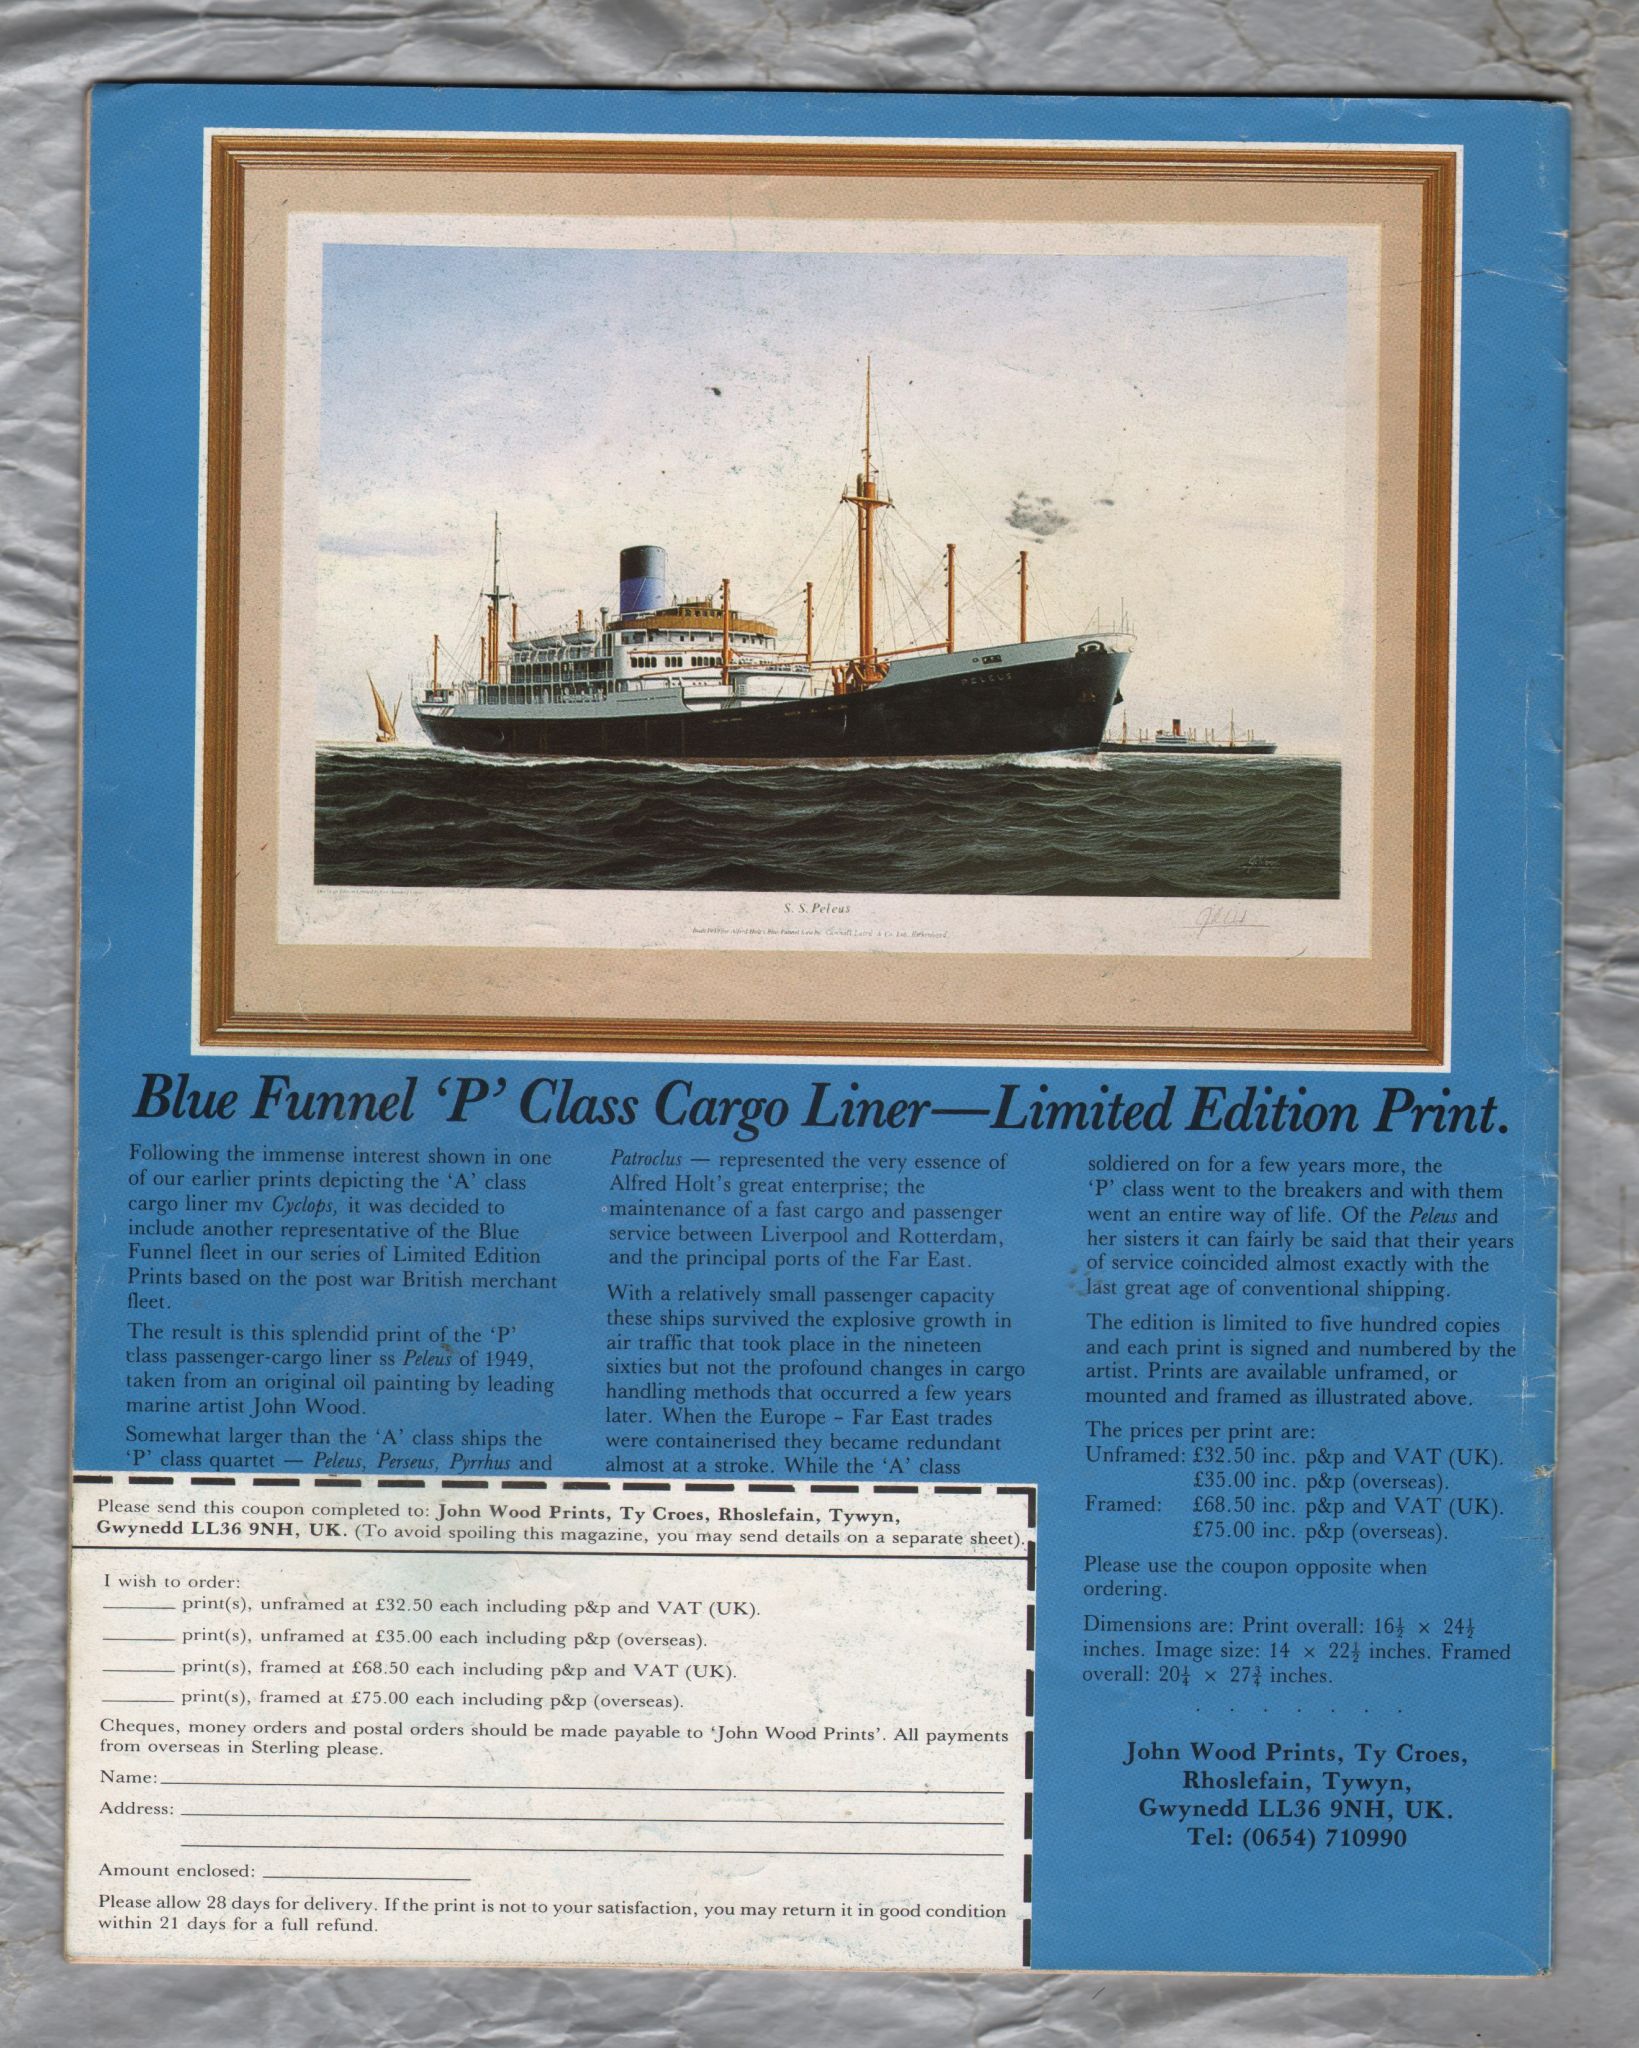 PELEUS
S. S. Peleus
Blue Funnel ‘P’ Class Cargo Liner—Limited Edition Print.
Following the immense interest shown in one
of our earlier prints depicting the ‘A’ class
cargo liner mv Cyclops, it was decided to
include another representative of the Blue
Funnel fleet in our series of Limited Edition
Prints based on the post war British merchant
fleet.
The result is this splendid print of the ‘P’
class passenger-cargo liner ss Peleus of 1949,
taken from an original oil painting by leading
marine artist John Wood.
Somewhat larger than the ‘A’ class ships the
‘P’ class quartet — Peleus, Perseus, Pyrrhus and
Patroclus — represented the very essence of
Alfred Holt’s great enterprise; the
maintenance of a fast cargo and passenger
service between Liverpool and Rotterdam,
and the principal ports of the Far East.
With a relatively small passenger capacity
these ships survived the explosive growth in
air traffic that took place in the nineteen
sixties but not the profound changes in cargo
handling methods that occurred a few years
later. When the Europe – Far East trades
were containerised they became redundant
almost at a stroke. While the ‘A’ class
soldiered on for a few years more, the
‘P’ class went to the breakers and with them
went an entire way of life. Of the Peleus and
her sisters it can fairly be said that their years
of service coincided almost exactly with the
last great age of conventional shipping.
The edition is limited to five hundred copies
and each print is signed and numbered by the
artist. Prints are available unframed, or
mounted and framed as illustrated above.
The prices per print are:
Unframed: £32.50 inc. p&p and VAT (UK).
£35.00 inc. p&p (overseas).
Framed: £68.50 inc. p&p and VAT (UK).
£75.00 inc. p&p (overseas).
Please use the coupon opposite when
ordering.
Dimensions are: Print overall: 16½ × 24½
inches. Image size: 14 × 22½ inches. Framed
overall: 20¼ × 27¾ inches.
. . . . . . .
John Wood Prints, Ty Croes,
Rhoslefain, Tywyn,
Gwynedd LL36 9NH, UK.
Tel: (0654) 710990
Please send this coupon completed to: John Wood Prints, Ty Croes, Rhoslefain, Tywyn,
Gwynedd LL36 9NH, UK. (To avoid spoiling this magazine, you may send details on a separate sheet).
I wish to order:
______ print(s), unframed at £32.50 each including p&p and VAT (UK).
______ print(s), unframed at £35.00 each including p&p (overseas).
______ print(s), framed at £68.50 each including p&p and VAT (UK).
______ print(s), framed at £75.00 each including p&p (overseas).
Cheques, money orders and postal orders should be made payable to ‘John Wood Prints’. All payments
from overseas in Sterling please.
Name:
Address:
Amount enclosed:
Please allow 28 days for delivery. If the print is not to your satisfaction, you may return it in good condition
within 21 days for a full refund.